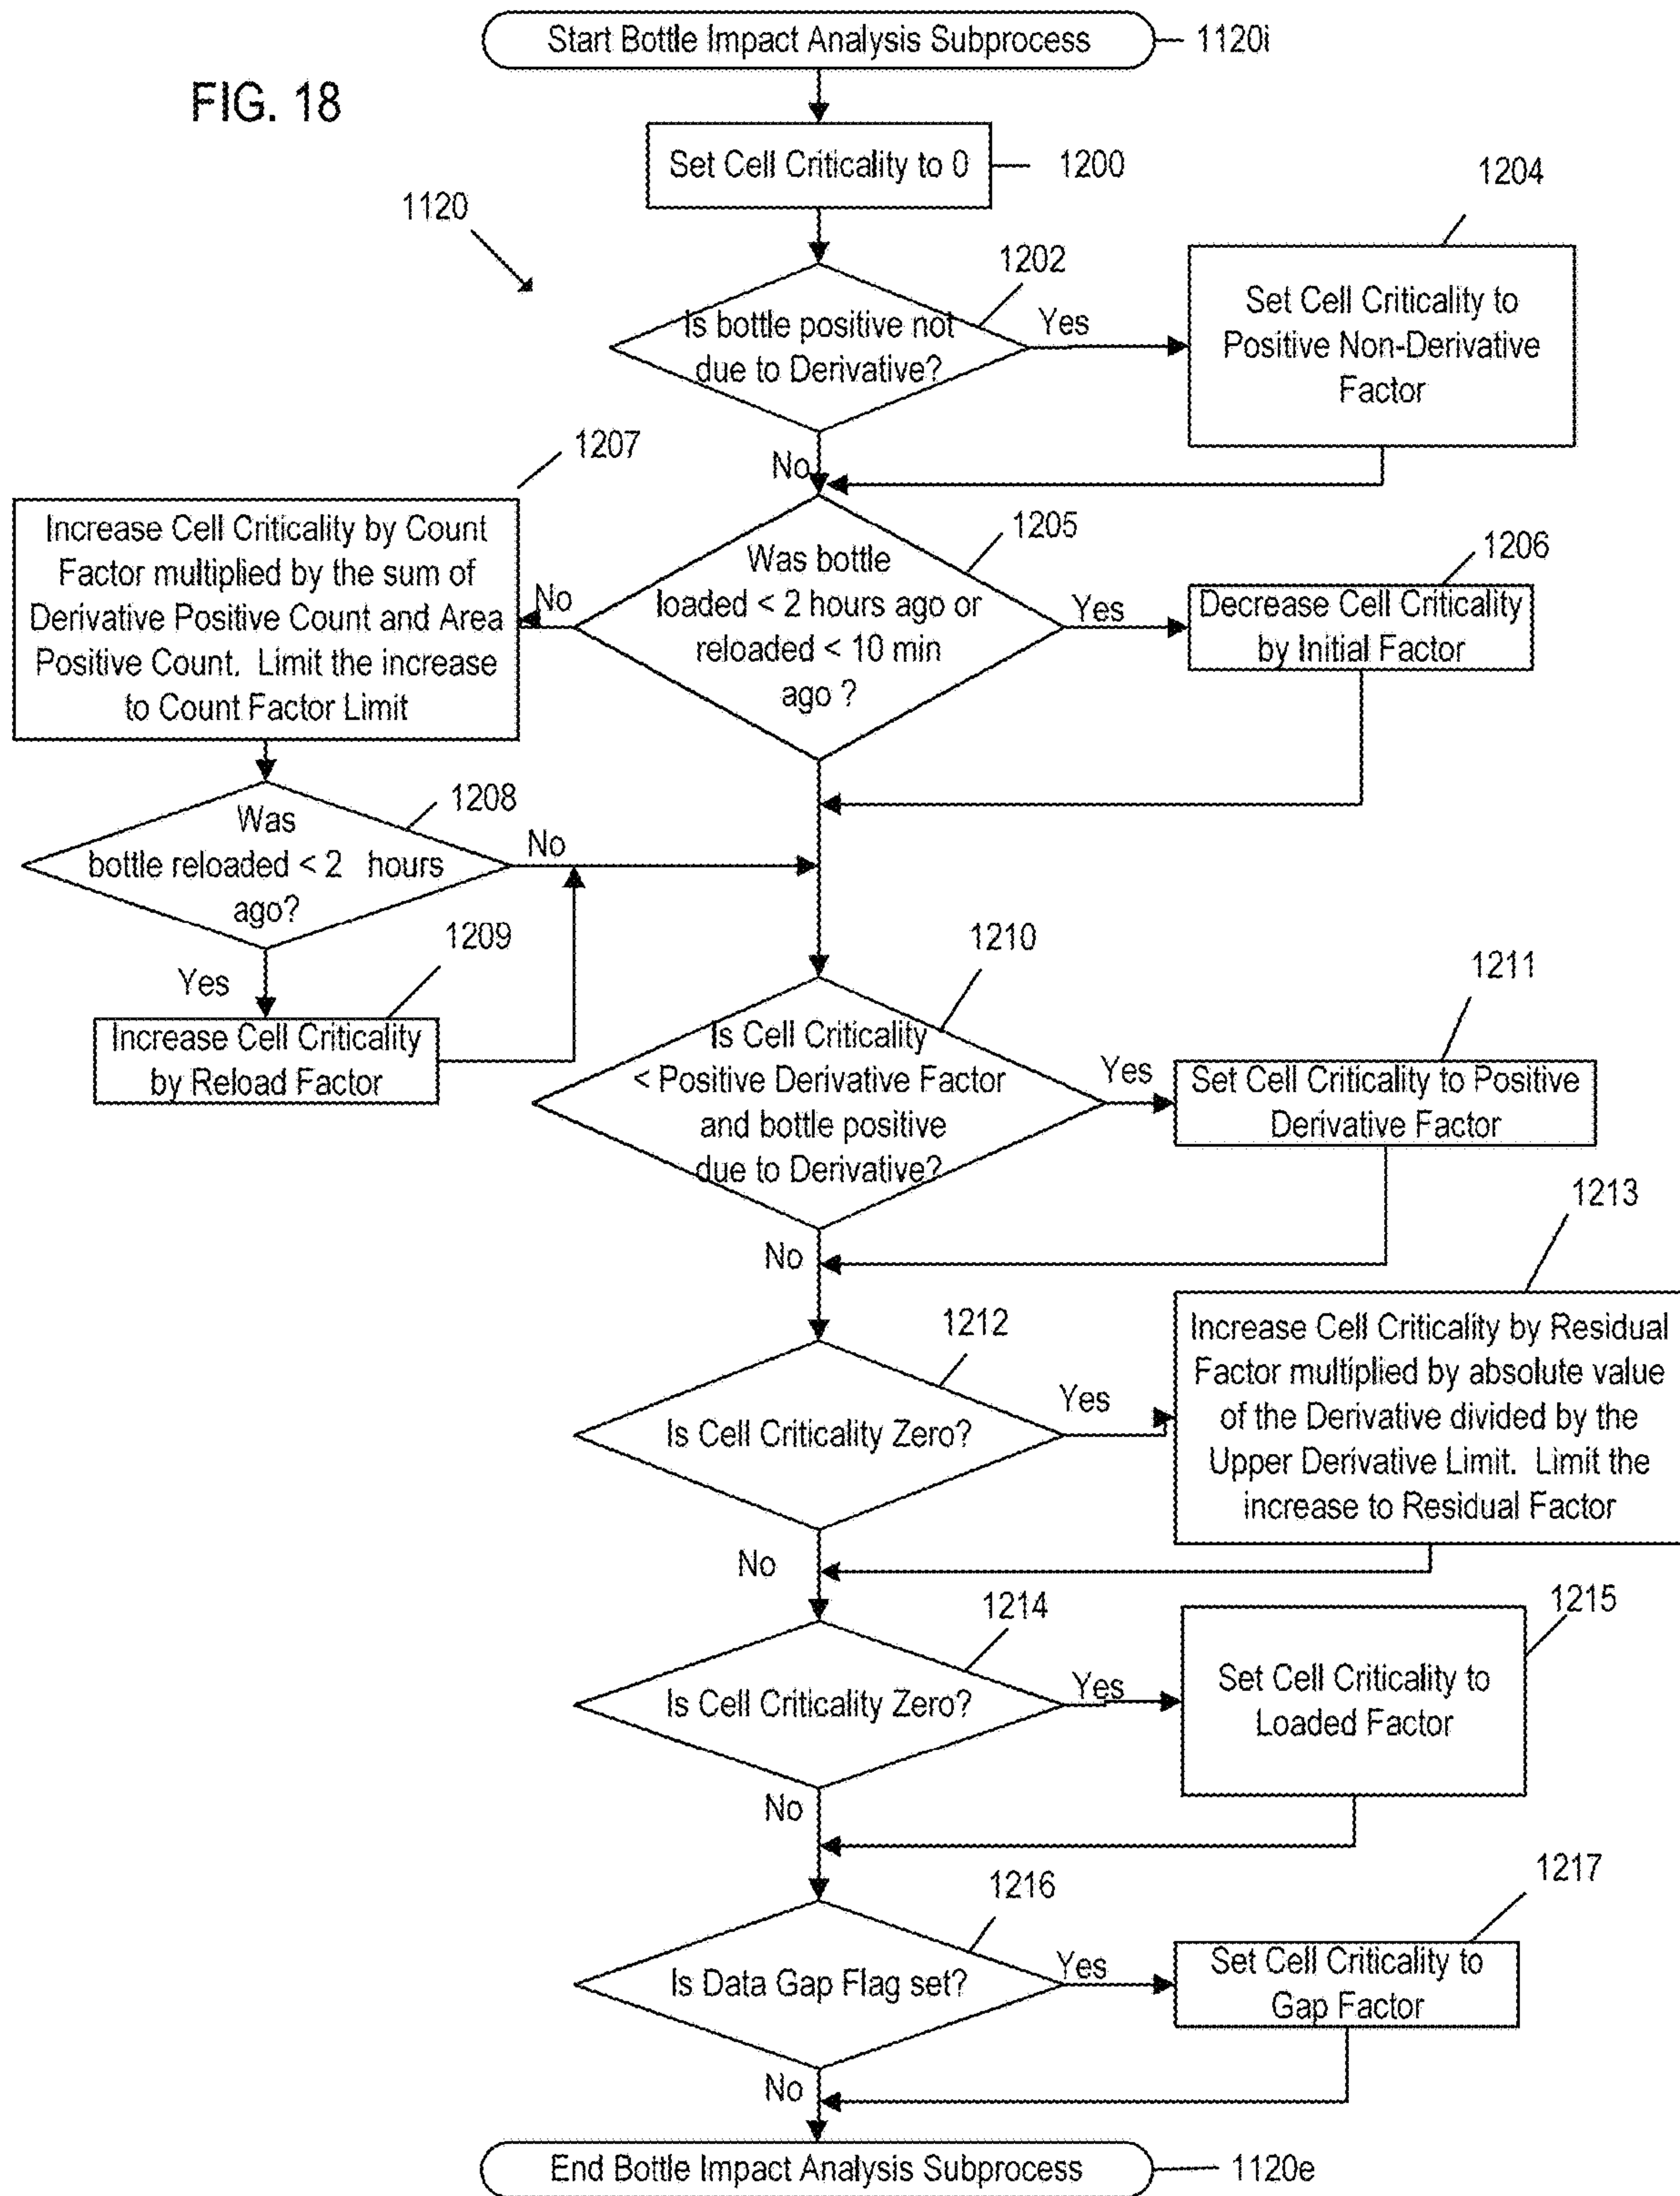 Start Bottle Impact Analysis Subprocess
1120i
FIG. 18
Set Cell Criticality to 0
1200
1120
1202
Is bottle positive not
due to Derivative?
Yes
No
1204
Set Cell Criticality to
Positive Non-Derivative
Factor
1205
Was bottle
loaded < 2 hours ago or
reloaded < 10 min
ago ?
Yes
No
1206
Decrease Cell Criticality
by Initial Factor
1207
Increase Cell Criticality by Count
Factor multiplied by the sum of
Derivative Positive Count and Area
Positive Count. Limit the increase
to Count Factor Limit
1208
Was
bottle reloaded < 2 hours
ago?
No
Yes
1209
Increase Cell Criticality
by Reload Factor
1210
Is Cell Criticality
< Positive Derivative Factor
and bottle positive
due to Derivative?
Yes
No
1211
Set Cell Criticality to Positive
Derivative Factor
1212
Is Cell Criticality Zero?
Yes
No
1213
Increase Cell Criticality by Residual
Factor multiplied by absolute value
of the Derivative divided by the
Upper Derivative Limit. Limit the
increase to Residual Factor
1214
Is Cell Criticality Zero?
Yes
No
1215
Set Cell Criticality to
Loaded Factor
1216
Is Data Gap Flag set?
Yes
No
1217
Set Cell Criticality to
Gap Factor
End Bottle Impact Analysis Subprocess
1120e